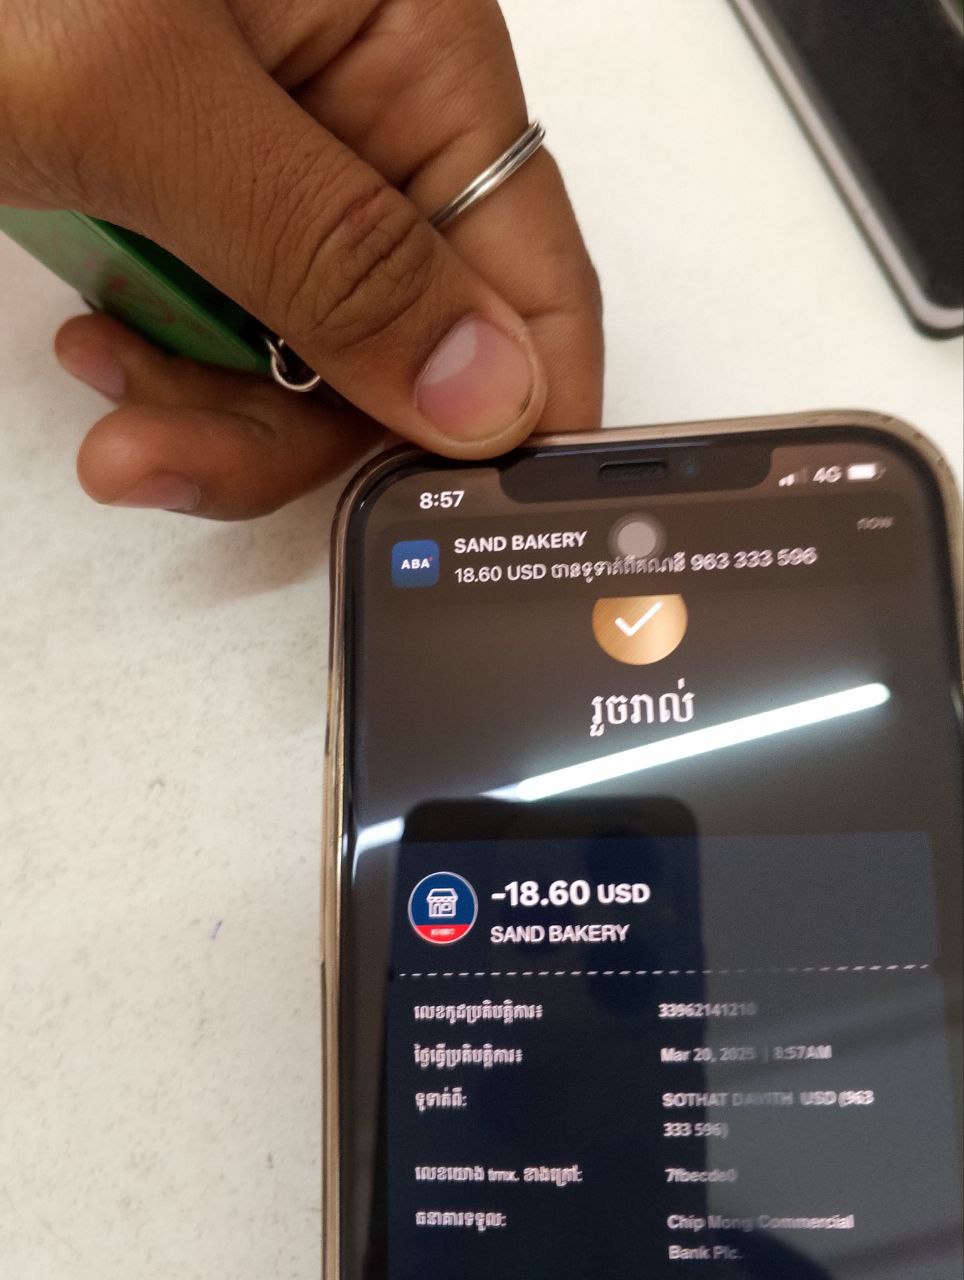 8:57
4G
ABA
SAND BAKERY
now
18.60 USD បានទូទាត់ពីគណនី 963 333 596
រួចរាល់
-18.60 USD
SAND BAKERY
លេខកូដប្រតិបត្តិការ៖ 33962141210
ថ្ងៃធ្វើប្រតិបត្តិការ៖ Mar 20, 2025 | 8:57AM
ទូទាត់ពី: SOTHAT DAVITH USD (963
333 596)
លេខយោង trnx. ខាងក្រៅ: 7fbecde0
ធនាគារទទួល: Chip Mong Commercial
Bank Plc.